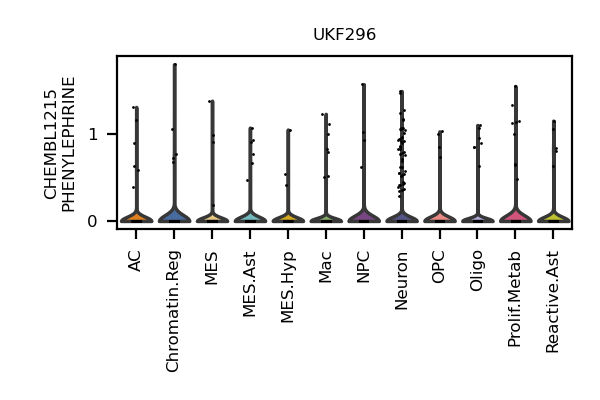 UKF296
CHEMBL1215
PHENYLEPHRINE
1
0
AC
Chromatin.Reg
MES
MES.Ast
MES.Hyp
Mac
NPC
Neuron
OPC
Oligo
Prolif.Metab
Reactive.Ast